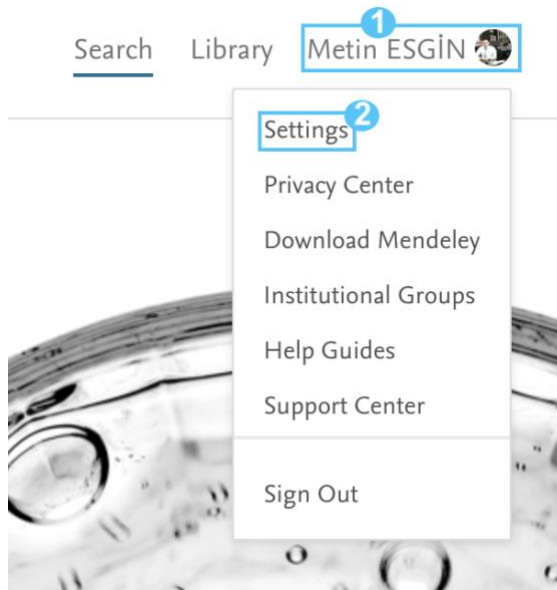 Search Library Metin ESGİN
1
Settings
2
Privacy Center
Download Mendeley
Institutional Groups
Help Guides
Support Center
Sign Out